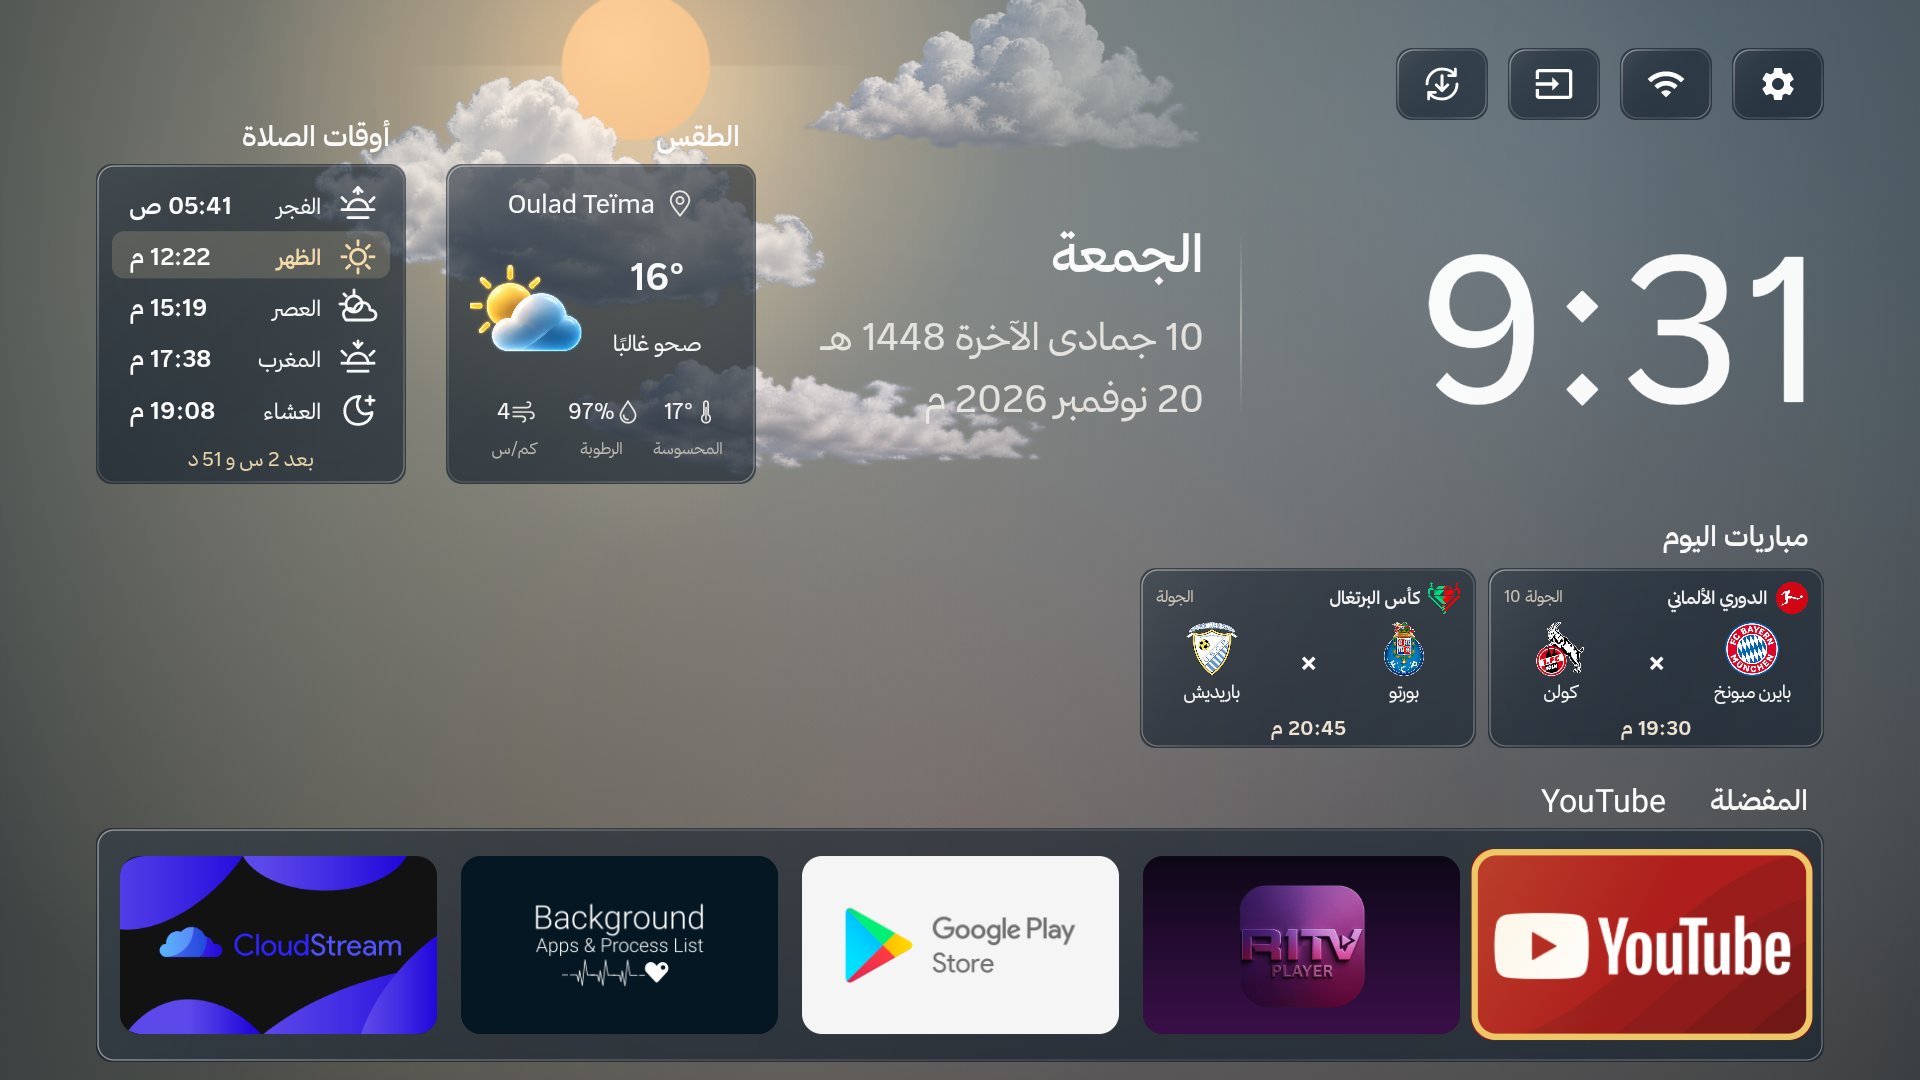 9:31
الجمعة
10 جمادى الآخرة 1448 هـ
20 نوفمبر 2026 م
الطقس
Oulad Teïma
16°
صحو غالبًا
17° 97% 4
المحسوسة الرطوبة كم/س
أوقات الصلاة
الفجر 05:41 ص
الظهر 12:22 م
العصر 15:19 م
المغرب 17:38 م
العشاء 19:08 م
بعد 2 س و 51 د
مباريات اليوم
الدوري الألماني الجولة 10
بايرن ميونخ × كولن
19:30 م
كأس البرتغال الجولة
بورتو × باريديش
20:45 م
المفضلة YouTube
YouTube
RITV
PLAYER
Google Play
Store
Background
Apps & Process List
CloudStream